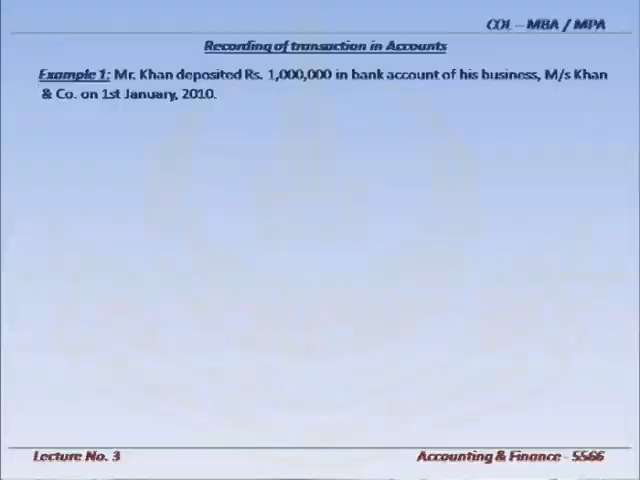 COL - MBA / MPA
Recording of transaction in Accounts
Example 1: Mr. Khan deposited Rs. 1,000,000 in bank account of his business, M/s Khan
& Co. on 1st January, 2010.
Lecture No. 3
Accounting & Finance - 5566